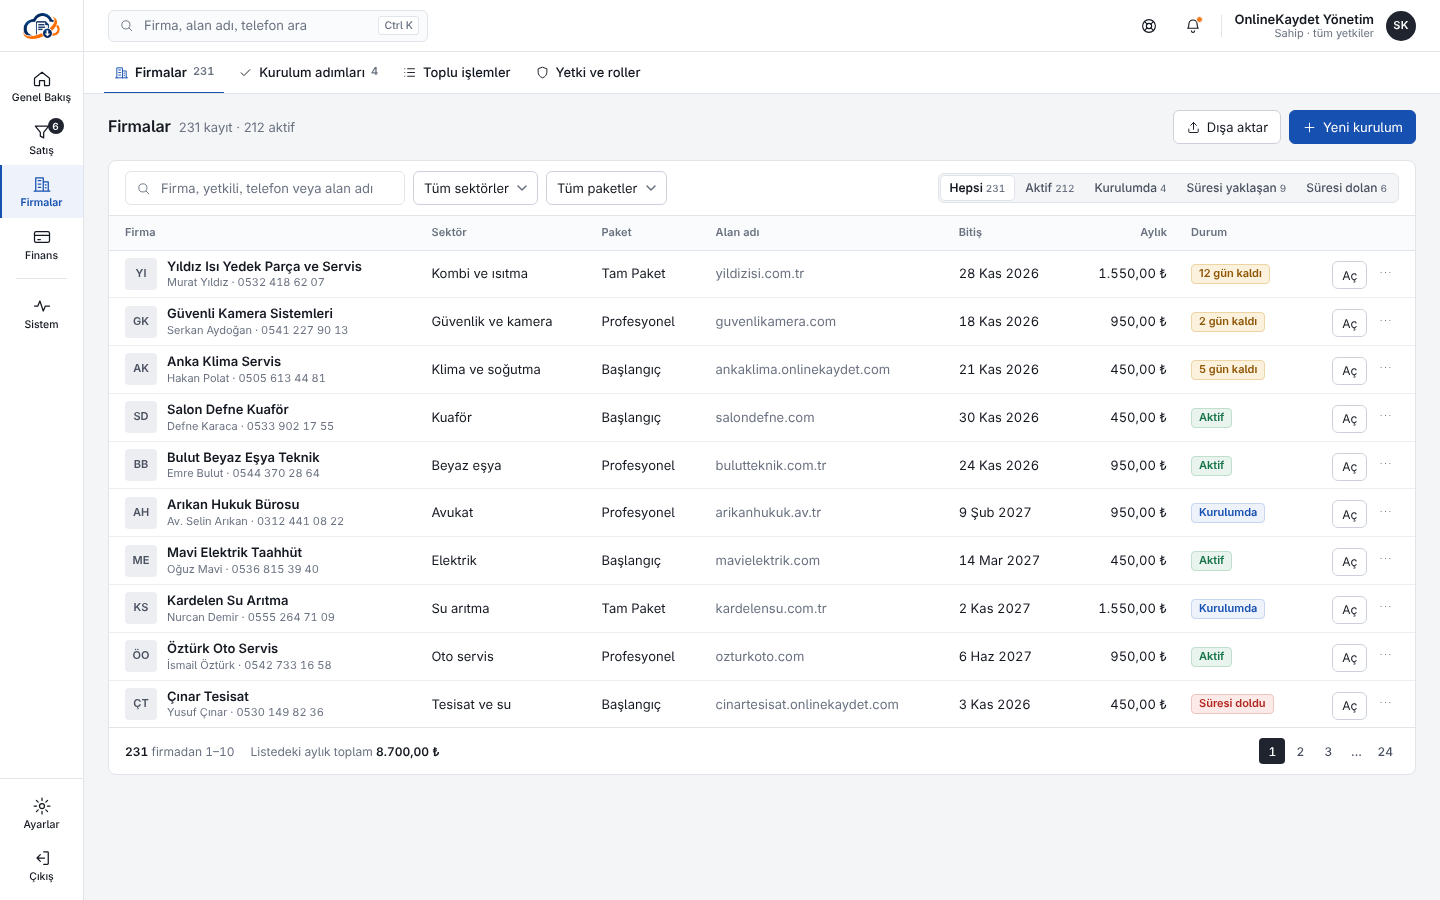 Firma, alan adı, telefon ara Ctrl K
OnlineKaydet Yönetim
Sahip · tüm yetkiler
SK
Genel Bakış
6
Satış
Firmalar
Finans
Sistem
Ayarlar
Çıkış
Firmalar 231 Kurulum adımları 4 Toplu işlemler Yetki ve roller
Firmalar 231 kayıt · 212 aktif
Dışa aktar
+ Yeni kurulum
Firma, yetkili, telefon veya alan adı
Tüm sektörler
Tüm paketler
Hepsi 231 Aktif 212 Kurulumda 4 Süresi yaklaşan 9 Süresi dolan 6
Firma Sektör Paket Alan adı Bitiş Aylık Durum
YI Yıldız Isı Yedek Parça ve Servis
Murat Yıldız · 0532 418 62 07
Kombi ve ısıtma Tam Paket yildizisi.com.tr 28 Kas 2026 1.550,00 ₺ 12 gün kaldı Aç ...
GK Güvenli Kamera Sistemleri
Serkan Aydoğan · 0541 227 90 13
Güvenlik ve kamera Profesyonel guvenlikamera.com 18 Kas 2026 950,00 ₺ 2 gün kaldı Aç ...
AK Anka Klima Servis
Hakan Polat · 0505 613 44 81
Klima ve soğutma Başlangıç ankaklima.onlinekaydet.com 21 Kas 2026 450,00 ₺ 5 gün kaldı Aç ...
SD Salon Defne Kuaför
Defne Karaca · 0533 902 17 55
Kuaför Başlangıç salondefne.com 30 Kas 2026 450,00 ₺ Aktif Aç ...
BB Bulut Beyaz Eşya Teknik
Emre Bulut · 0544 370 28 64
Beyaz eşya Profesyonel bulutteknik.com.tr 24 Kas 2026 950,00 ₺ Aktif Aç ...
AH Arıkan Hukuk Bürosu
Av. Selin Arıkan · 0312 441 08 22
Avukat Profesyonel arikanhukuk.av.tr 9 Şub 2027 950,00 ₺ Kurulumda Aç ...
ME Mavi Elektrik Taahhüt
Oğuz Mavi · 0536 815 39 40
Elektrik Başlangıç mavielektrik.com 14 Mar 2027 450,00 ₺ Aktif Aç ...
KS Kardelen Su Arıtma
Nurcan Demir · 0555 264 71 09
Su arıtma Tam Paket kardelensu.com.tr 2 Kas 2027 1.550,00 ₺ Kurulumda Aç ...
ÖO Öztürk Oto Servis
İsmail Öztürk · 0542 733 16 58
Oto servis Profesyonel ozturkoto.com 6 Haz 2027 950,00 ₺ Aktif Aç ...
ÇT Çınar Tesisat
Yusuf Çınar · 0530 149 82 36
Tesisat ve su Başlangıç cinartesisat.onlinekaydet.com 3 Kas 2026 450,00 ₺ Süresi doldu Aç ...
231 firmadan 1–10 Listedeki aylık toplam 8.700,00 ₺
1 2 3 ... 24